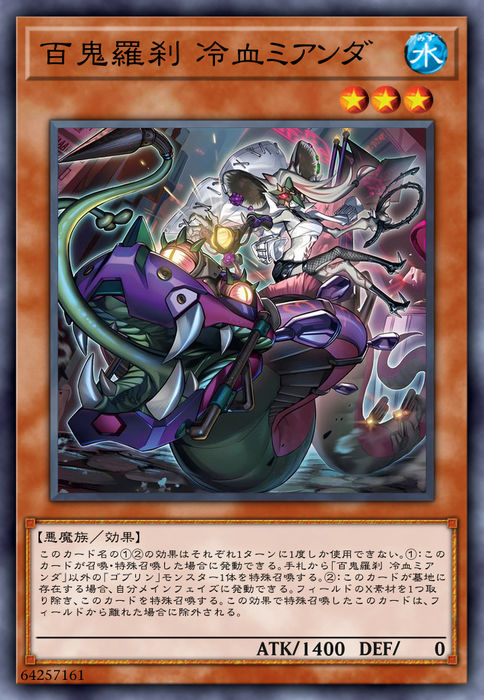 百鬼羅刹 冷血ミアンダ
みず
水
【悪魔族／効果】
このカード名の①②の効果はそれぞれ1ターンに1度しか使用できない。①:この
カードが召喚・特殊召喚した場合に発動できる。手札から「百鬼羅刹 冷血ミアン
ダ」以外の「ゴブリン」モンスター1体を特殊召喚する。②:このカードが墓地に
存在する場合、自分メインフェイズに発動できる。フィールドのX素材を1つ取
り除き、このカードを特殊召喚する。この効果で特殊召喚したこのカードは、フ
ィールドから離れた場合に除外される。
ATK/1400 DEF/ 0
64257161